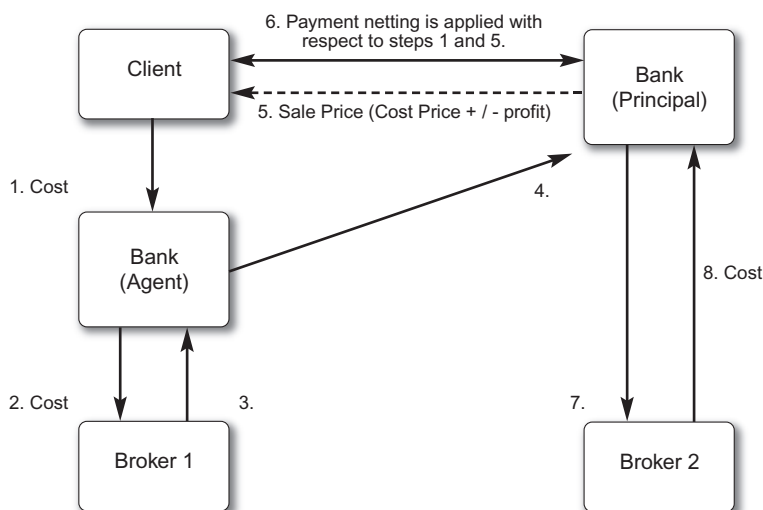 6. Payment netting is applied with
respect to steps 1 and 5.
Client
Bank
(Principal)
5. Sale Price (Cost Price + / - profit)
1. Cost
4.
Bank
(Agent)
8. Cost
2. Cost
3.
7.
Broker 1
Broker 2